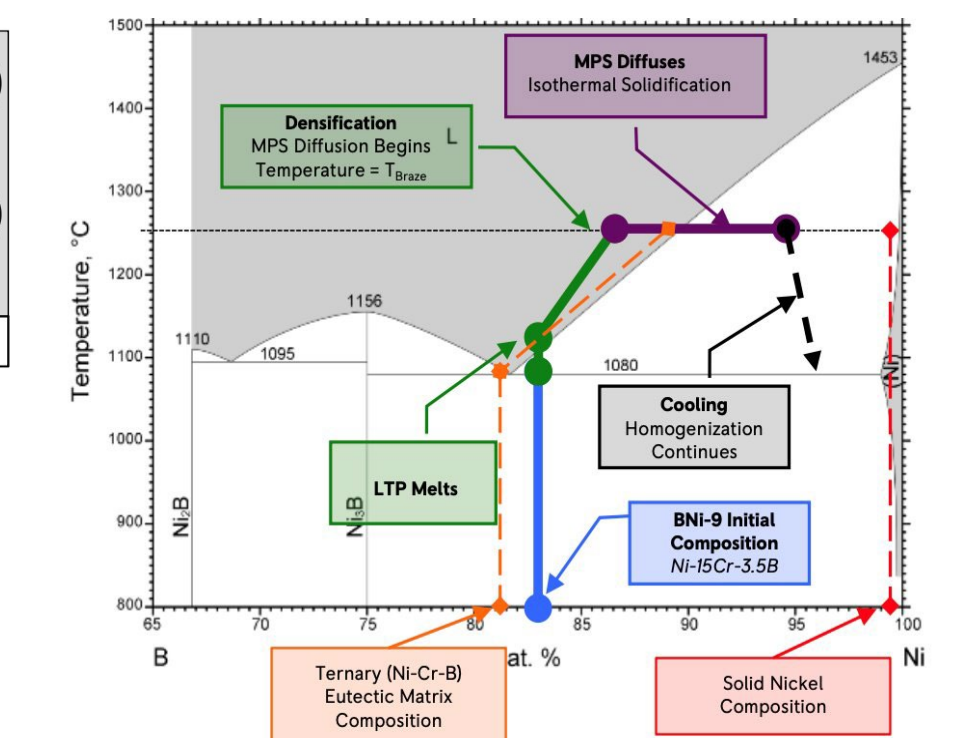 1500
1400
1300
1200
1100
1000
900
800
Temperature, °C
MPS Diffuses
Isothermal Solidification
1453
Densification
MPS Diffusion Begins
Temperature = TBraze
L
1156
1110
1095
1080
(Ni)
Cooling
Homogenization
Continues
LTP Melts
Ni₂B
Ni₃B
BNi-9 Initial
Composition
Ni-15Cr-3.5B
65 70 75 80 85 90 95 100
B at. % Ni
Ternary (Ni-Cr-B)
Eutectic Matrix
Composition
Solid Nickel
Composition